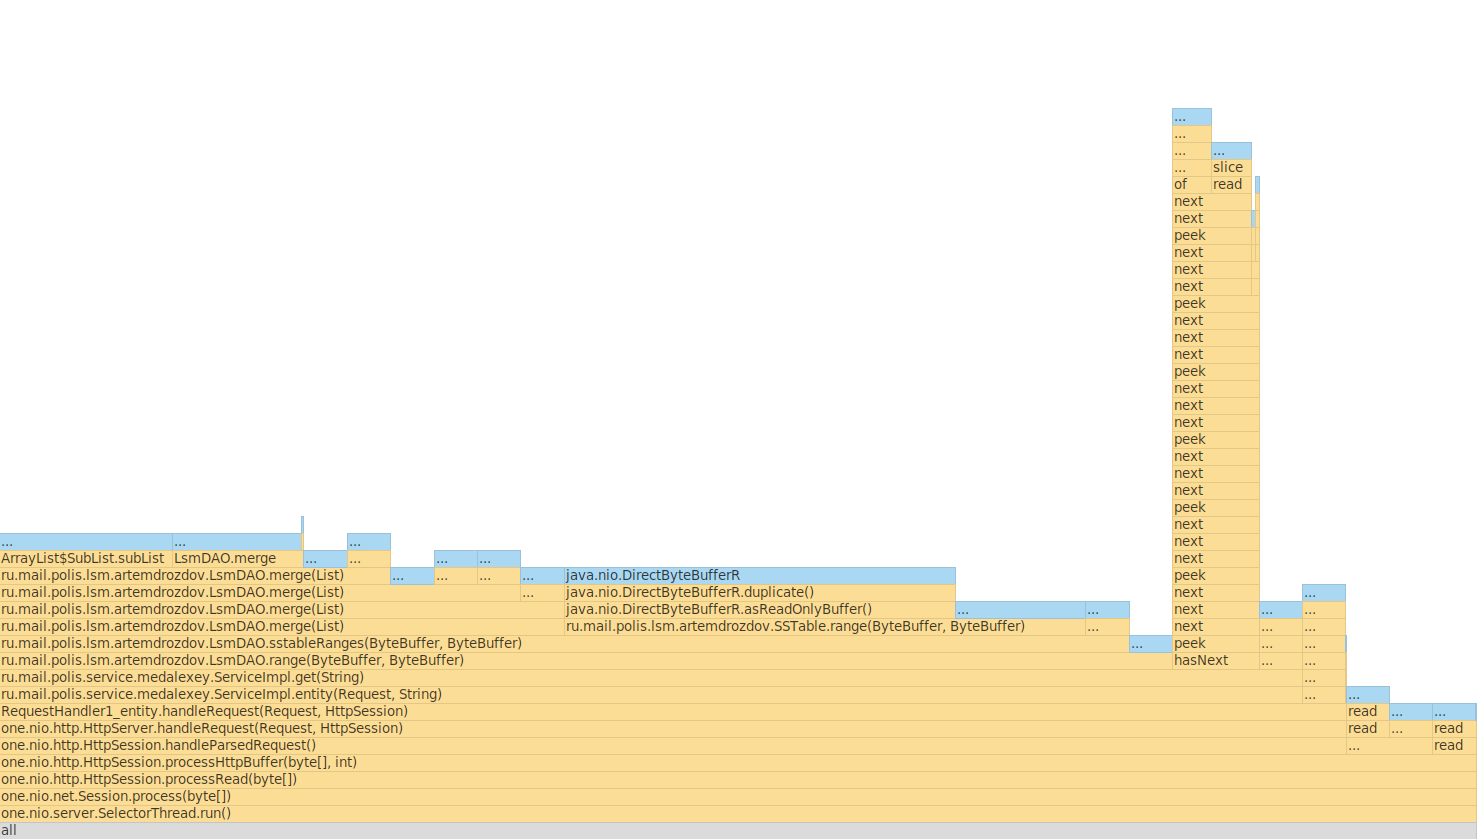 ...
...
... ...
... slice
of read
next
next
peek
next
next
next
peek
next
next
next
peek
next
next
next
peek
next
next
next
peek
next
... ... ... next
ArrayList$SubList.subList LsmDAO.merge ... ... ... ... next
ru.mail.polis.lsm.artemdrozdov.LsmDAO.merge(List) ... ... ... ... java.nio.DirectByteBufferR peek
ru.mail.polis.lsm.artemdrozdov.LsmDAO.merge(List) ... java.nio.DirectByteBufferR.duplicate() next ...
ru.mail.polis.lsm.artemdrozdov.LsmDAO.merge(List) java.nio.DirectByteBufferR.asReadOnlyBuffer() ... ... next ... ...
ru.mail.polis.lsm.artemdrozdov.LsmDAO.merge(List) ru.mail.polis.lsm.artemdrozdov.SSTable.range(ByteBuffer, ByteBuffer) ... next ... ...
ru.mail.polis.lsm.artemdrozdov.LsmDAO.sstableRanges(ByteBuffer, ByteBuffer) ... peek ... ...
ru.mail.polis.lsm.artemdrozdov.LsmDAO.range(ByteBuffer, ByteBuffer) hasNext ... ...
ru.mail.polis.service.medalexey.ServiceImpl.get(String) ...
ru.mail.polis.service.medalexey.ServiceImpl.entity(Request, String) ... ...
RequestHandler1_entity.handleRequest(Request, HttpSession) read ... ...
one.nio.http.HttpServer.handleRequest(Request, HttpSession) read ... read
one.nio.http.HttpSession.handleParsedRequest() ... read
one.nio.http.HttpSession.processHttpBuffer(byte[], int)
one.nio.http.HttpSession.processRead(byte[])
one.nio.net.Session.process(byte[])
one.nio.server.SelectorThread.run()
all